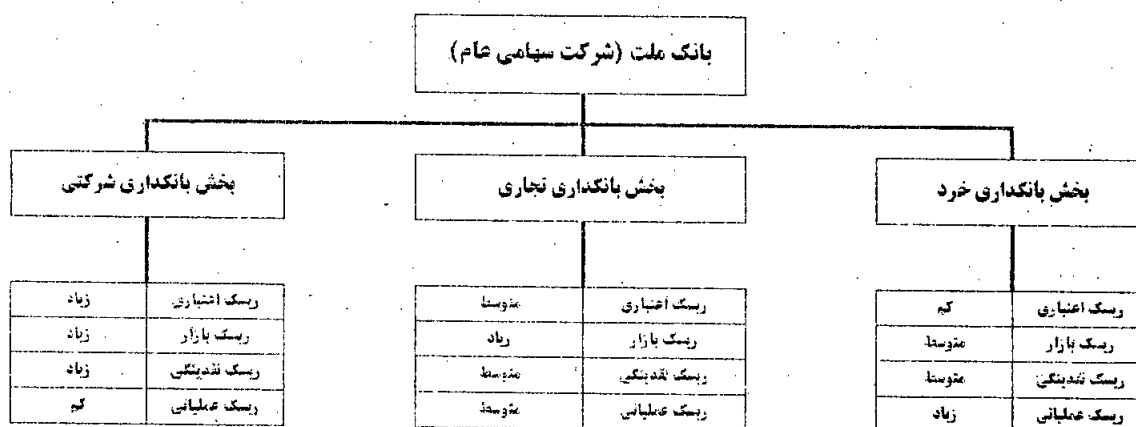 بانک ملت (شرکت سهامی عام)
بخش بانکداری خرد
بخش بانکداری تجاری
بخش بانکداری شرکتی
ریسک اعتباری کم
ریسک بازار متوسط
ریسک نقدینگی متوسط
ریسک عملیاتی زیاد
ریسک اعتباری متوسط
ریسک بازار زیاد
ریسک نقدینگی متوسط
ریسک عملیاتی متوسط
ریسک اعتباری زیاد
ریسک بازار زیاد
ریسک نقدینگی زیاد
ریسک عملیاتی کم